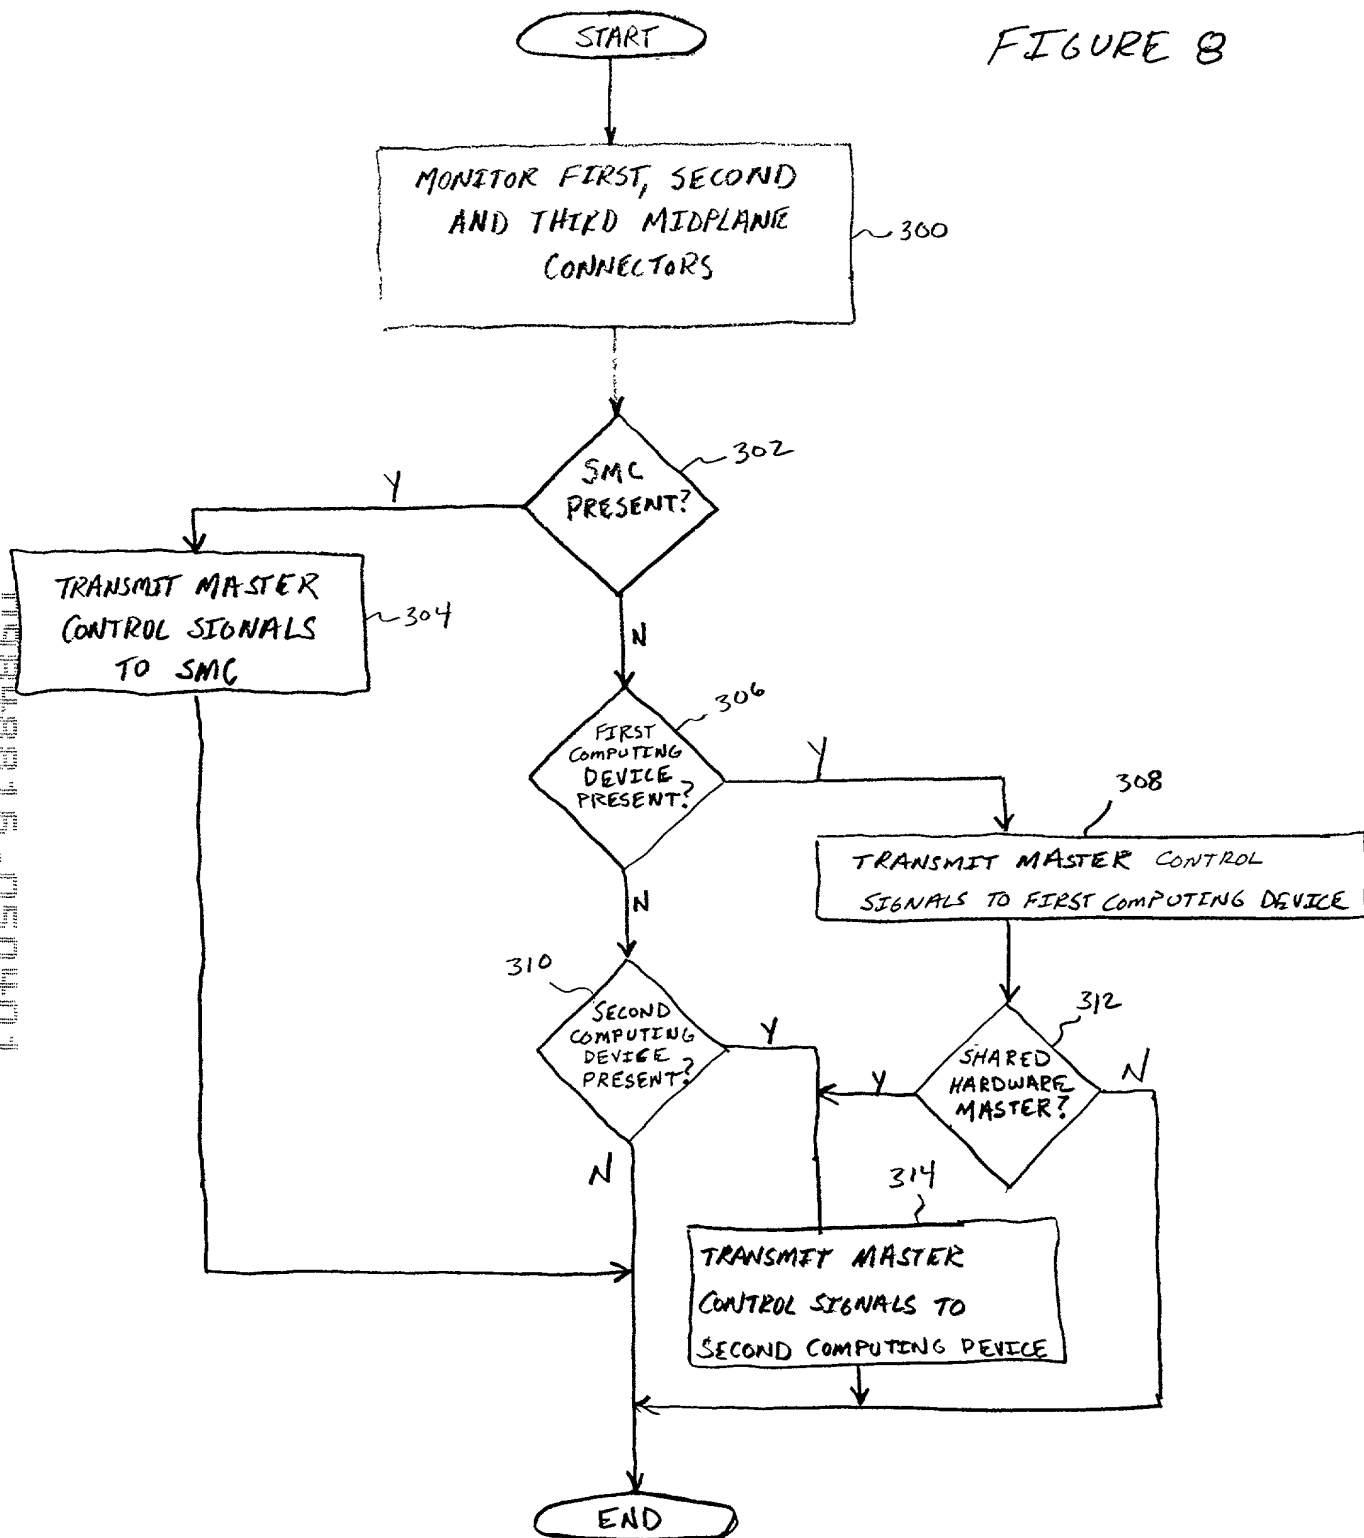 FIGURE 8
START
MONITOR FIRST, SECOND
AND THIRD MIDPLANE
CONNECTORS
300
302
SMC
PRESENT?
Y
TRANSMIT MASTER
CONTROL SIGNALS
TO SMC
304
N
306
FIRST
COMPUTING
DEVICE
PRESENT?
Y
308
TRANSMIT MASTER CONTROL
SIGNALS TO FIRST COMPUTING DEVICE
N
310
SECOND
COMPUTING
DEVICE
PRESENT?
Y
312
SHARED
HARDWARE
MASTER?
Y
N
N
314
TRANSMIT MASTER
CONTROL SIGNALS TO
SECOND COMPUTING DEVICE
END